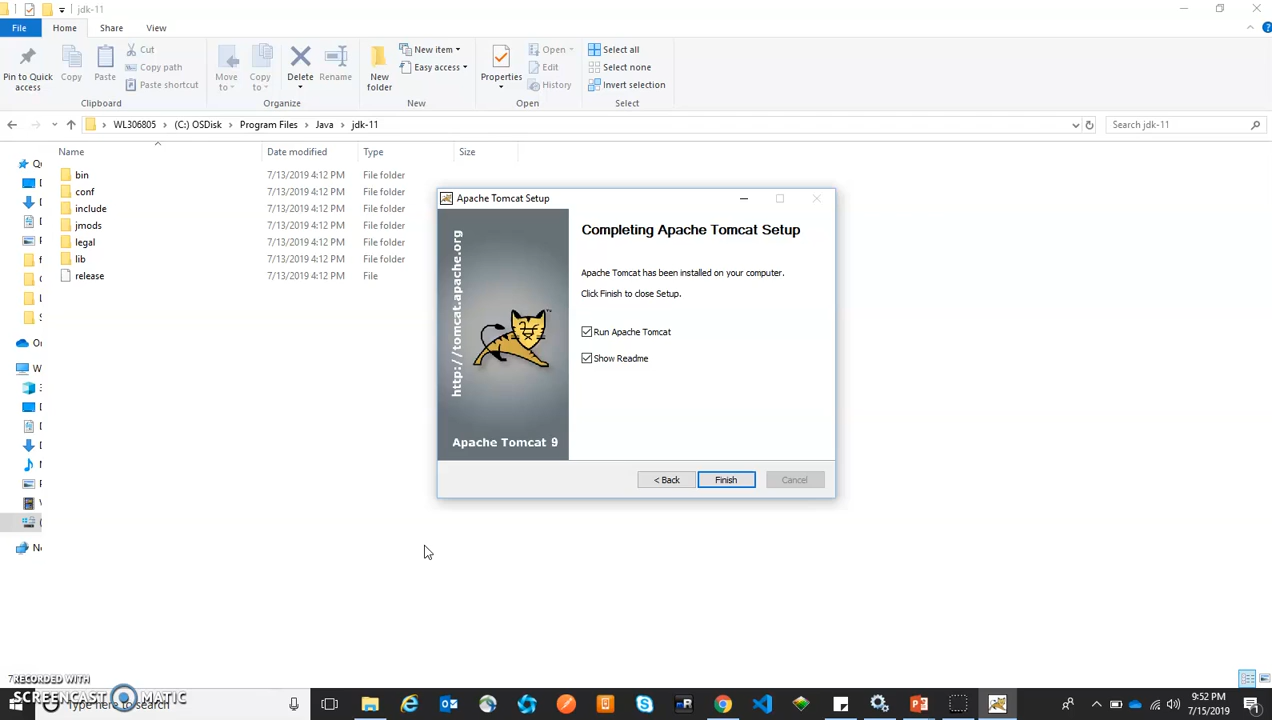 jdk-11
File
Home
Share
View
Pin to Quick access
Copy
Paste
Cut
Copy path
Paste shortcut
Clipboard
Move to
Copy to
Delete
Rename
Organize
New folder
New item
Easy access
New
Properties
Open
Edit
History
Open
Select all
Select none
Invert selection
Select
WL306805 > (C:) OSDisk > Program Files > Java > jdk-11
Search jdk-11
Name Date modified Type Size
bin 7/13/2019 4:12 PM File folder
conf 7/13/2019 4:12 PM File folder
include 7/13/2019 4:12 PM File folder
jmods 7/13/2019 4:12 PM File folder
legal 7/13/2019 4:12 PM File folder
lib 7/13/2019 4:12 PM File folder
release 7/13/2019 4:12 PM File
Apache Tomcat Setup
http://tomcat.apache.org
Apache Tomcat 9
Completing Apache Tomcat Setup
Apache Tomcat has been installed on your computer.
Click Finish to close Setup.
Run Apache Tomcat
Show Readme
< Back
Finish
Cancel
RECORDED WITH
SCREENCAST MATIC
Type here to search
9:52 PM
7/15/2019